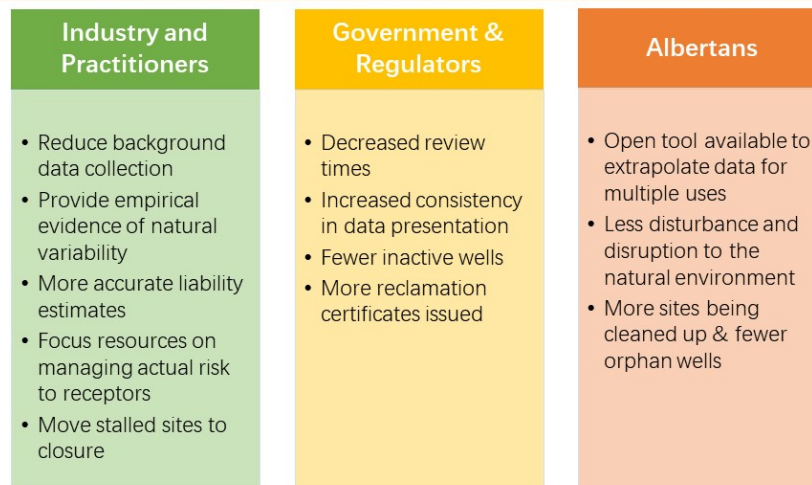 Industry and
Practitioners
• Reduce background
data collection
• Provide empirical
evidence of natural
variability
• More accurate liability
estimates
• Focus resources on
managing actual risk
to receptors
• Move stalled sites to
closure
Government &
Regulators
• Decreased review
times
• Increased consistency
in data presentation
• Fewer inactive wells
• More reclamation
certificates issued
Albertans
• Open tool available to
extrapolate data for
multiple uses
• Less disturbance and
disruption to the
natural environment
• More sites being
cleaned up & fewer
orphan wells